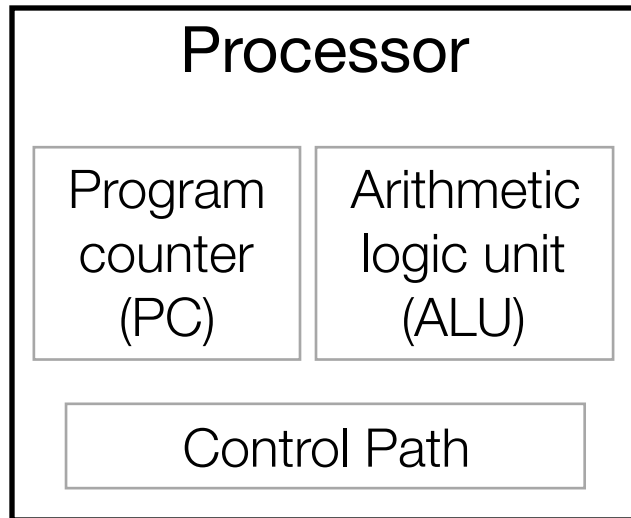 Processor
Program
counter
(PC)
Arithmetic
logic unit
(ALU)
Control Path